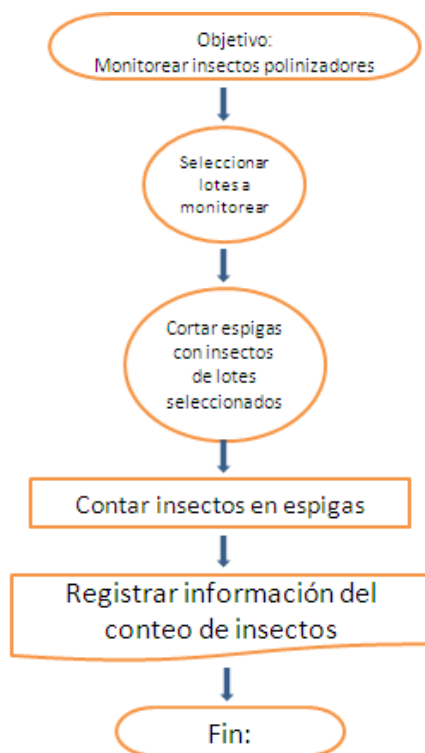 Objetivo:
Monitorear insectos polinizadores
Seleccionar
lotes a
monitorear
Cortar espigas
con insectos
de lotes
seleccionados
Contar insectos en espigas
Registrar información del
conteo de insectos
Fin: